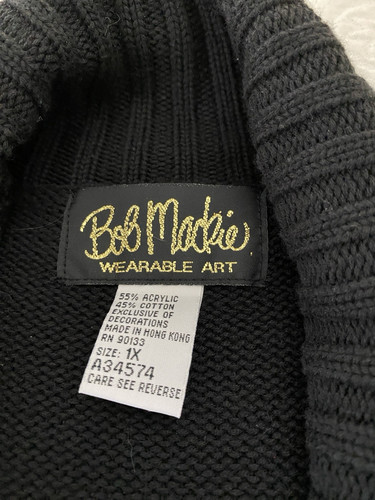 Bob Mackie
WEARABLE ART
55% ACRYLIC
45% COTTON
EXCLUSIVE OF
DECORATIONS
MADE IN HONG KONG
RN 90133
SIZE: 1X
A34574
CARE SEE REVERSE